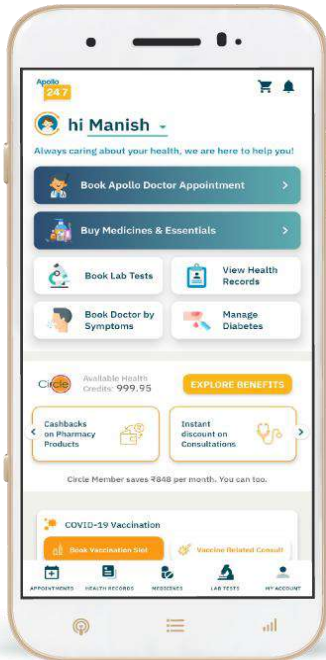 Apollo
24|7
hi Manish
Always caring about your health, we are here to help you!
Book Apollo Doctor Appointment
Buy Medicines & Essentials
Book Lab Tests
View Health
Records
Book Doctor by
Symptoms
Manage
Diabetes
Circle
Available Health
Credits: 999.95
EXPLORE BENEFITS
Cashbacks
on Pharmacy
Products
Instant
discount on
Consultations
Circle Member saves ₹848 per month. You can too.
COVID-19 Vaccination
Book Vaccination Slot
Vaccine Related Consult
APPOINTMENTS
HEALTH RECORDS
MEDICINES
LAB TESTS
MY ACCOUNT